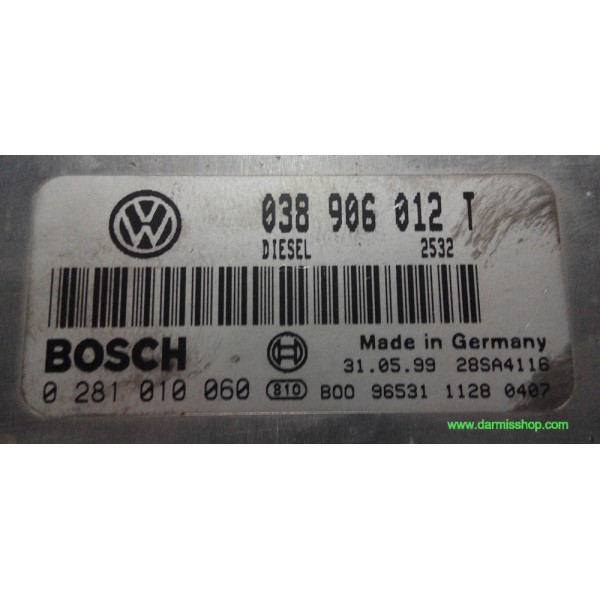 VW
038 906 012 T
DIESEL 2532
BOSCH
Made in Germany
31.05.99 28SA4116
0 281 010 060 810 B00 96531 1128 0407
www.darmisshop.com